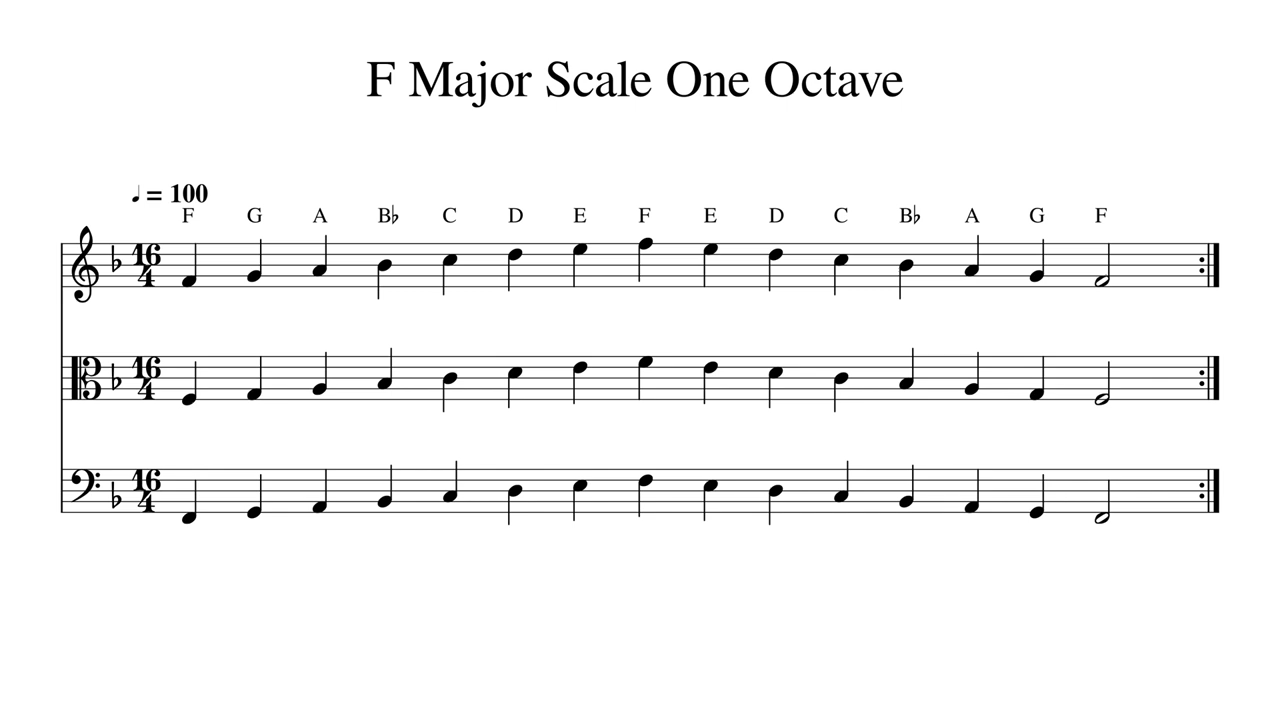 F Major Scale One Octave
♩ = 100
F G A B♭ C D E F E D C B♭ A G F
16
4
16
4
16
4